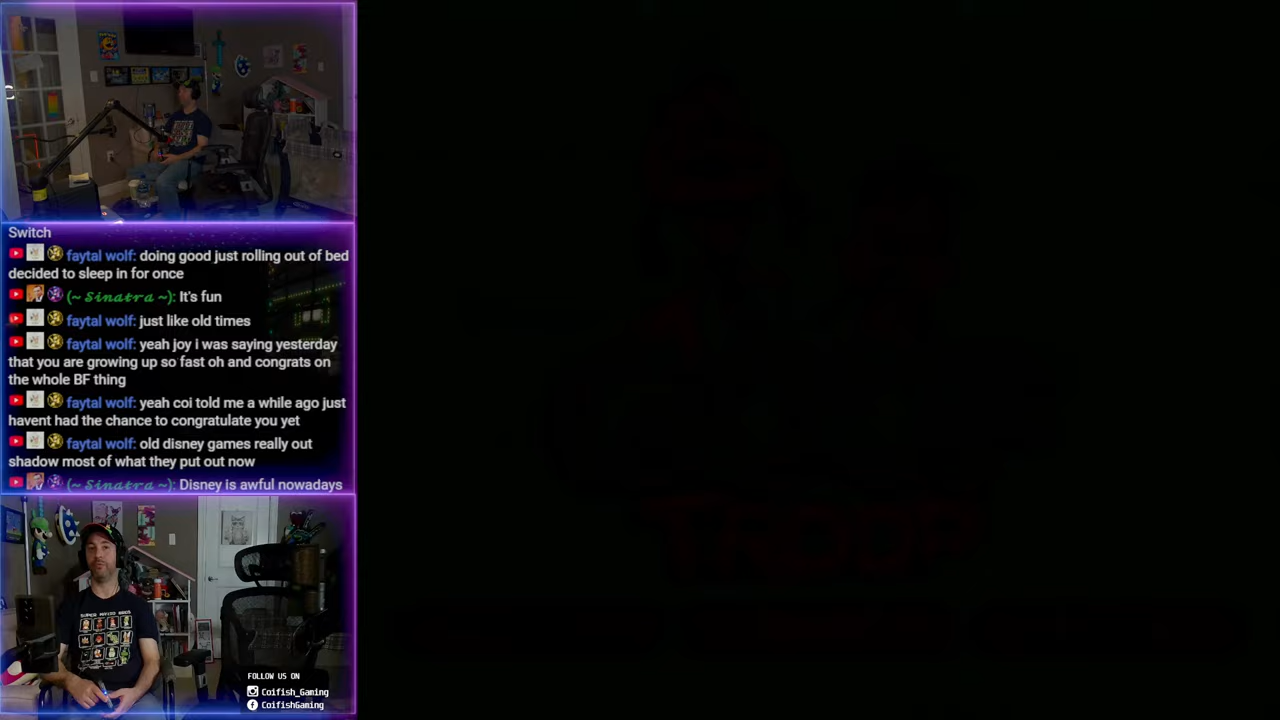 Switch
faytal wolf: doing good just rolling out of bed
decided to sleep in for once
(~ 𝓢𝓲𝓷𝓪𝓽𝓻𝓪 ~): It's fun
faytal wolf: just like old times
faytal wolf: yeah joy i was saying yesterday
that you are growing up so fast oh and congrats on
the whole BF thing
faytal wolf: yeah coi told me a while ago just
havent had the chance to congratulate you yet
faytal wolf: old disney games really out
shadow most of what they put out now
(~ 𝓢𝓲𝓷𝓪𝓽𝓻𝓪 ~): Disney is awful nowadays
SUPER MARIO BROS
FOLLOW US ON
Coifish_Gaming
CoifishGaming